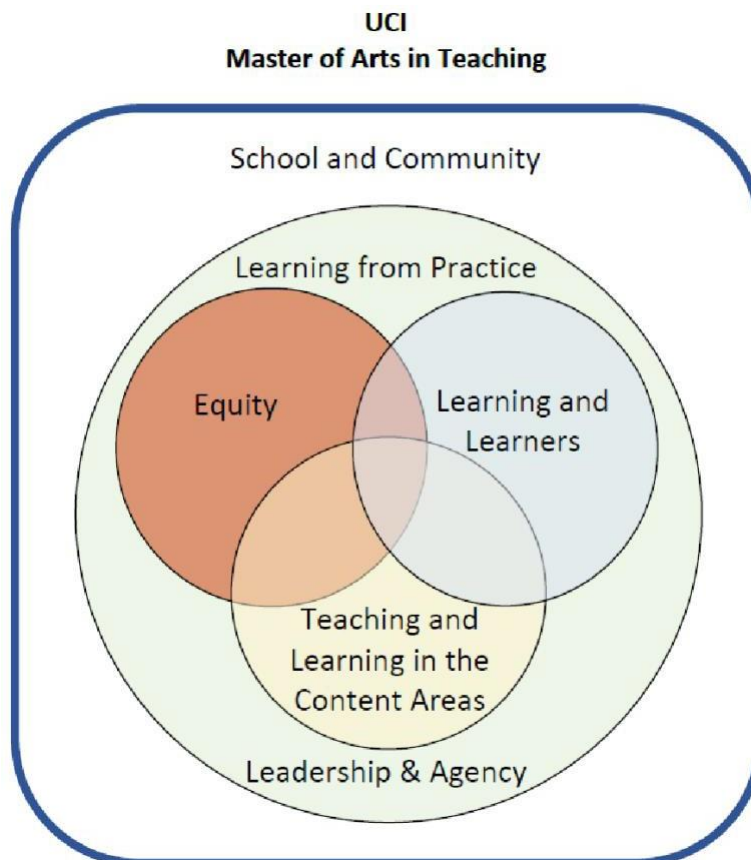 UCI
Master of Arts in Teaching
School and Community
Learning from Practice
Equity
Learning and
Learners
Teaching and
Learning in the
Content Areas
Leadership & Agency